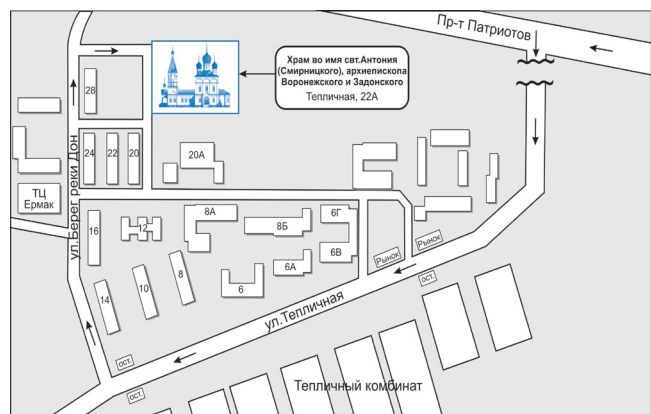 Пр-т Патриотов
Храм во имя свт.Антония
(Смирницкого), архиепископа
Воронежского и Задонского
Тепличная, 22А
28
24
22
20
20А
ул.Берег реки Дон
ТЦ
Ермак
16
12
8А
8Б
6Г
6В
6А
6
8
10
14
Рынок
Рынок
ост.
ул.Тепличная
ост.
ост.
Тепличный комбинат